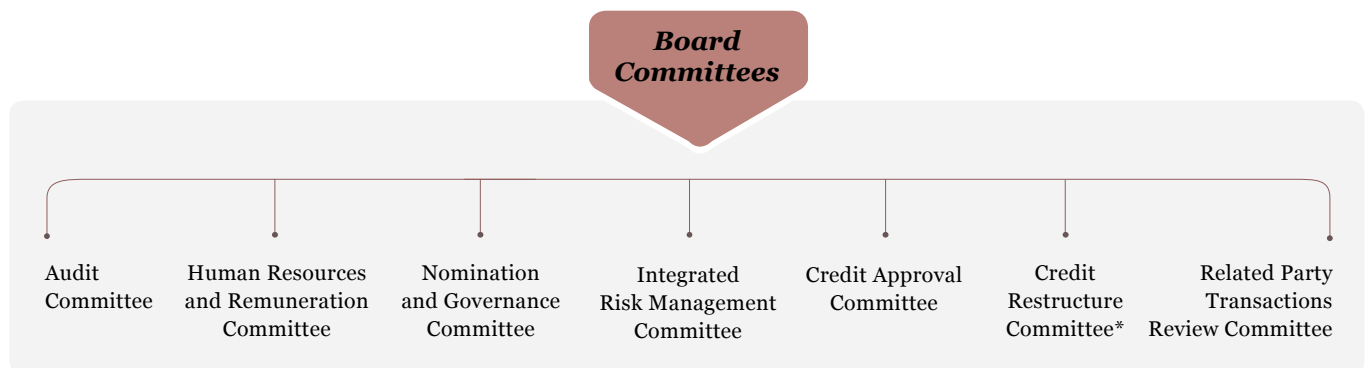 Board
Committees
Audit
Committee
Human Resources
and Remuneration
Committee
Nomination
and Governance
Committee
Integrated
Risk Management
Committee
Credit Approval
Committee
Credit
Restructure
Committee*
Related Party
Transactions
Review Committee